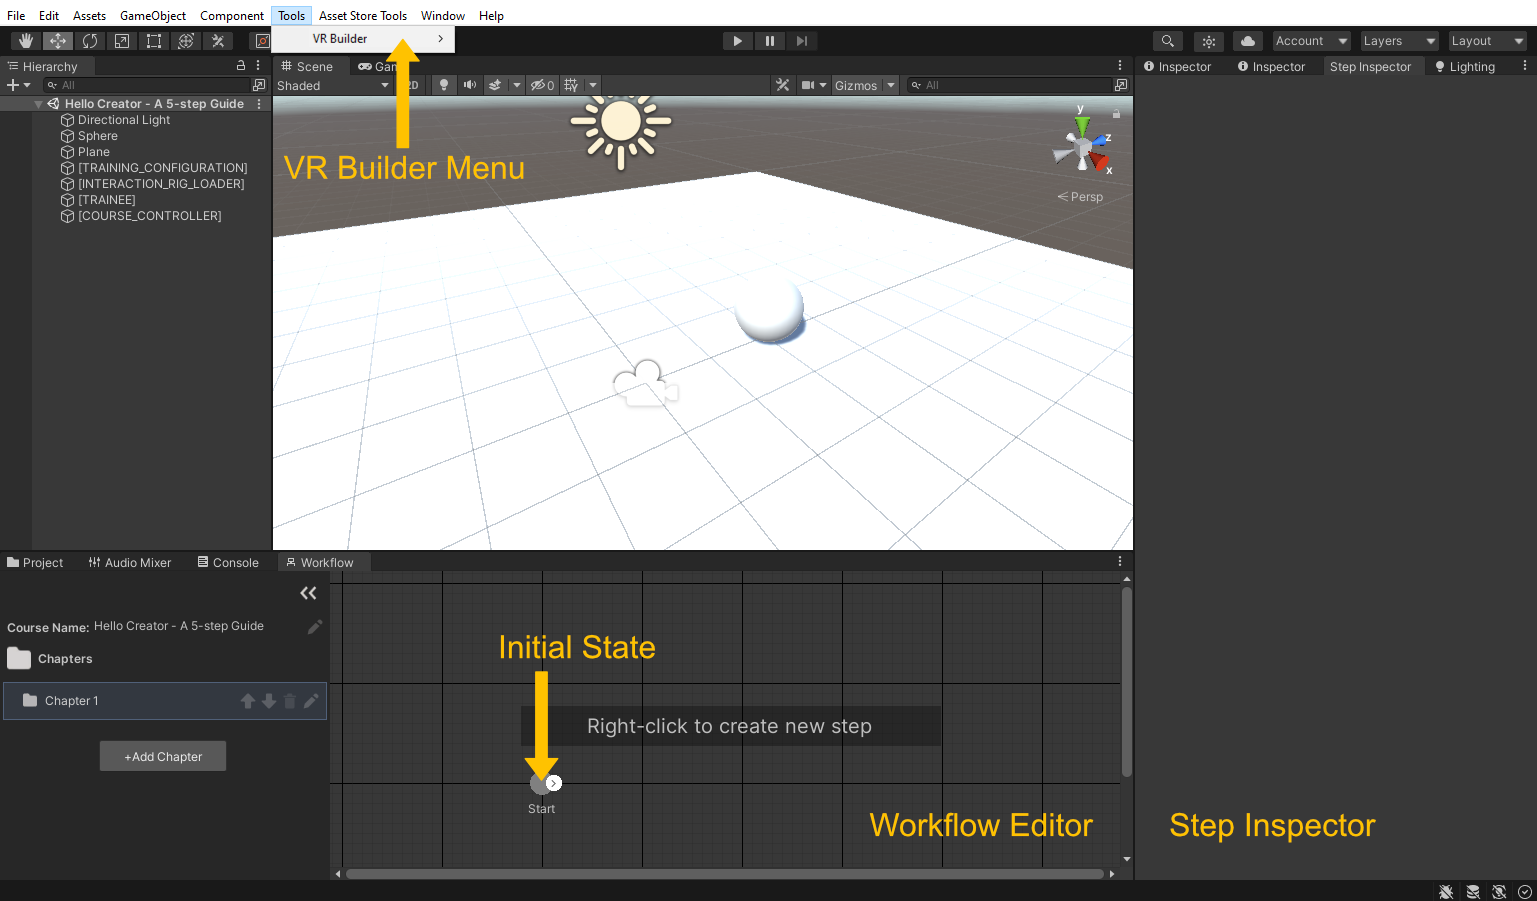 File Edit Assets GameObject Component Tools Asset Store Tools Window Help
VR Builder
Account Layers Layout
Hierarchy
Scene
Inspector Inspector Step Inspector Lighting
All
Shaded
2D
0
Gizmos
All
Hello Creator - A 5-step Guide
Directional Light
Sphere
Plane
[TRAINING_CONFIGURATION]
[INTERACTION_RIG_LOADER]
[TRAINEE]
[COURSE_CONTROLLER]
VR Builder Menu
y
z
x
Persp
Project Audio Mixer Console Workflow
Course Name: Hello Creator - A 5-step Guide
Chapters
Chapter 1
+Add Chapter
Initial State
Right-click to create new step
Start
Workflow Editor
Step Inspector